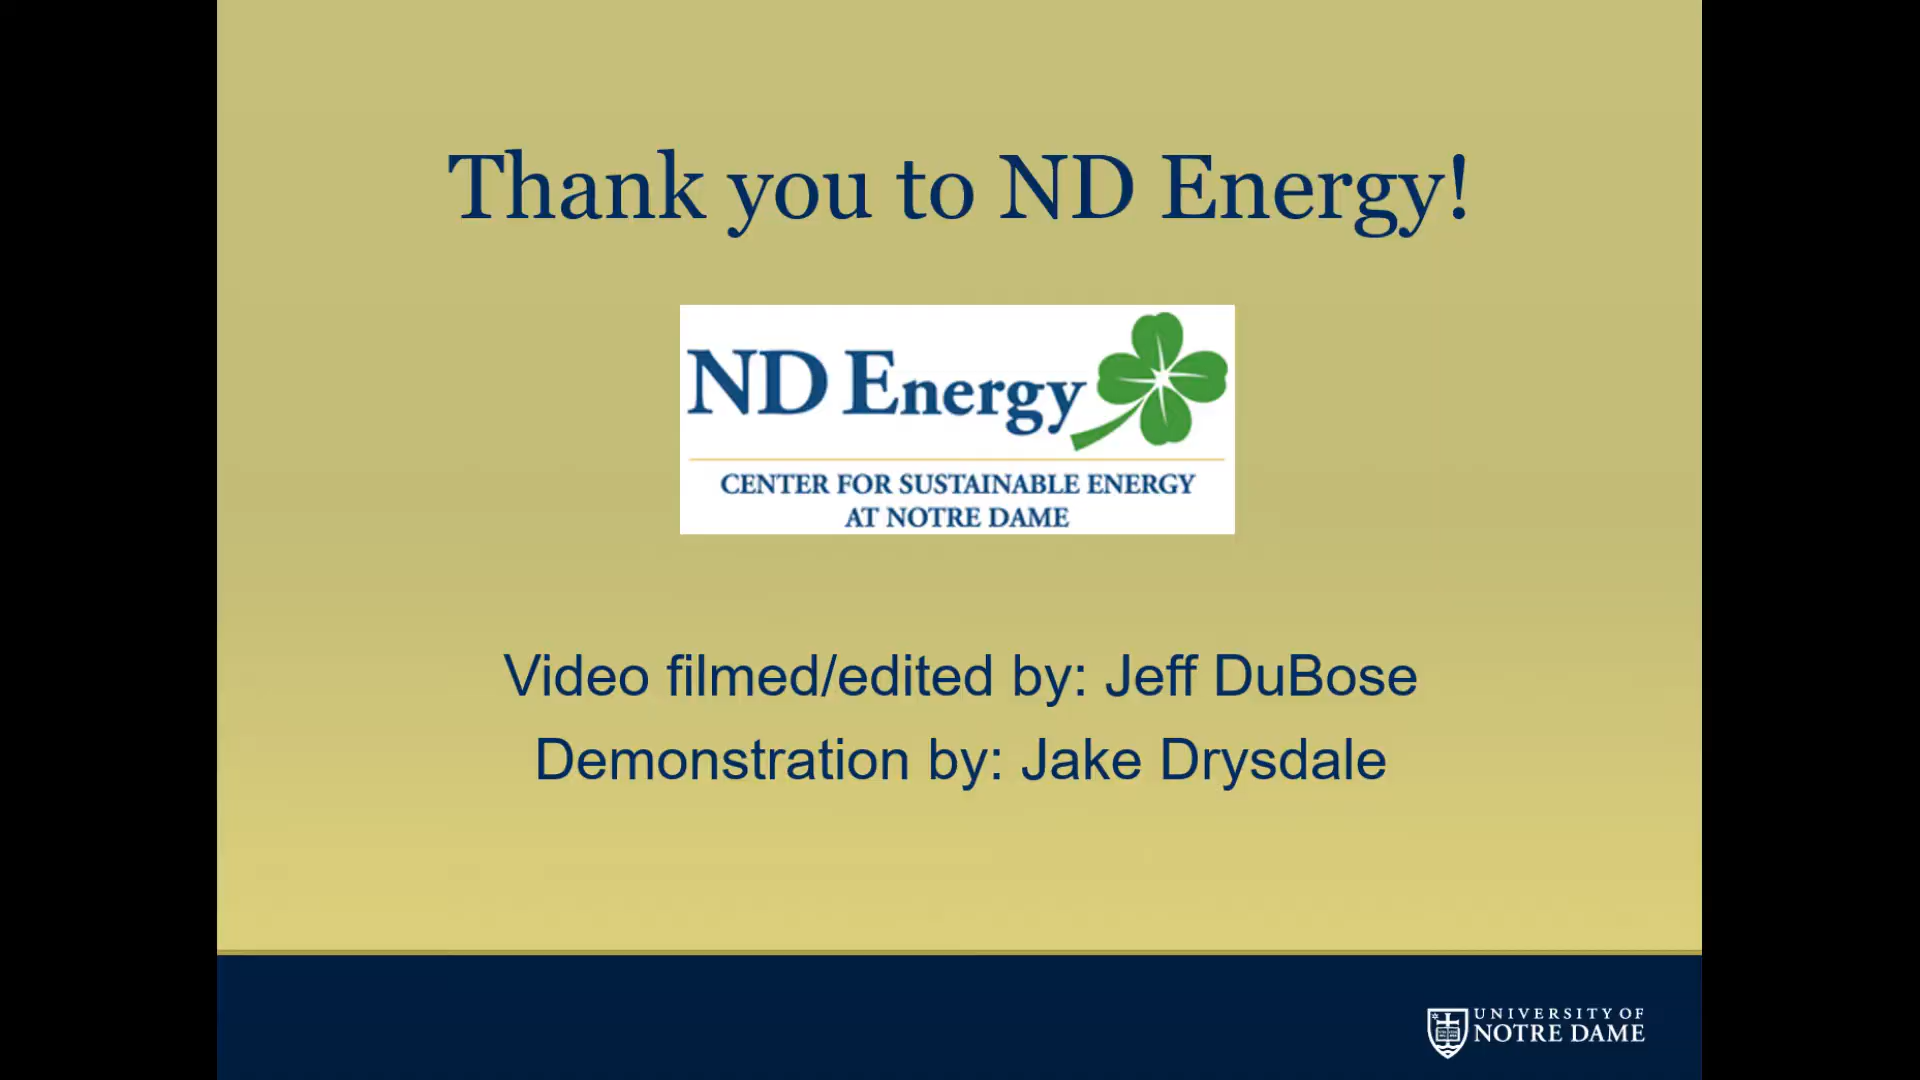 Thank you to ND Energy!
ND Energy
CENTER FOR SUSTAINABLE ENERGY
AT NOTRE DAME
Video filmed/edited by: Jeff DuBose
Demonstration by: Jake Drysdale
UNIVERSITY OF
NOTRE DAME